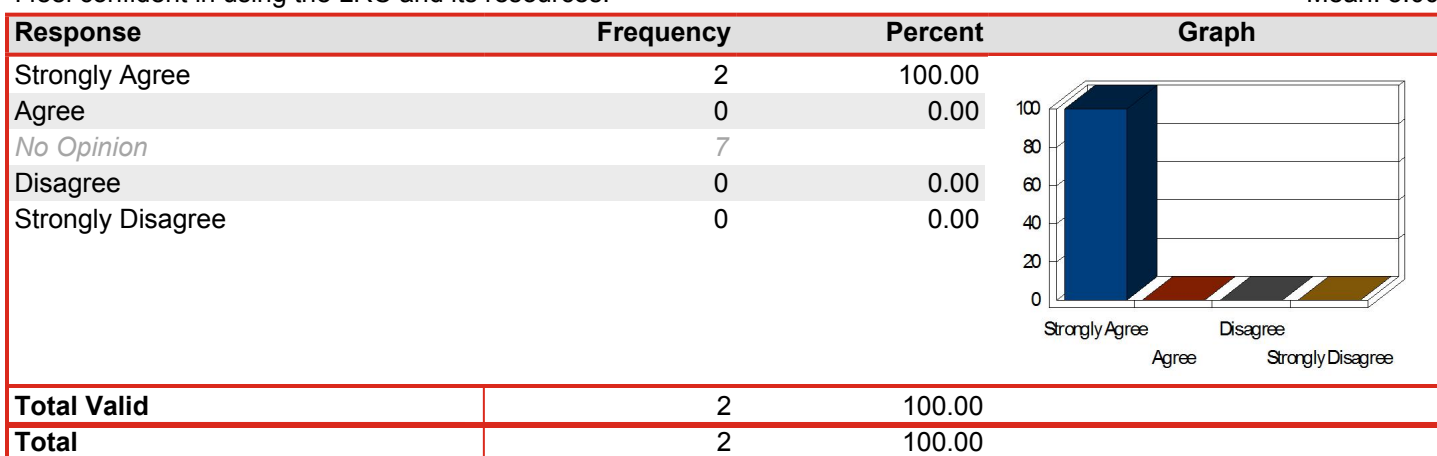 Response Frequency Percent Graph
Strongly Agree 2 100.00
Agree 0 0.00
No Opinion 7
Disagree 0 0.00
Strongly Disagree 0 0.00
100
80
60
40
20
0
Strongly Agree Disagree
Agree Strongly Disagree
Total Valid 2 100.00
Total 2 100.00